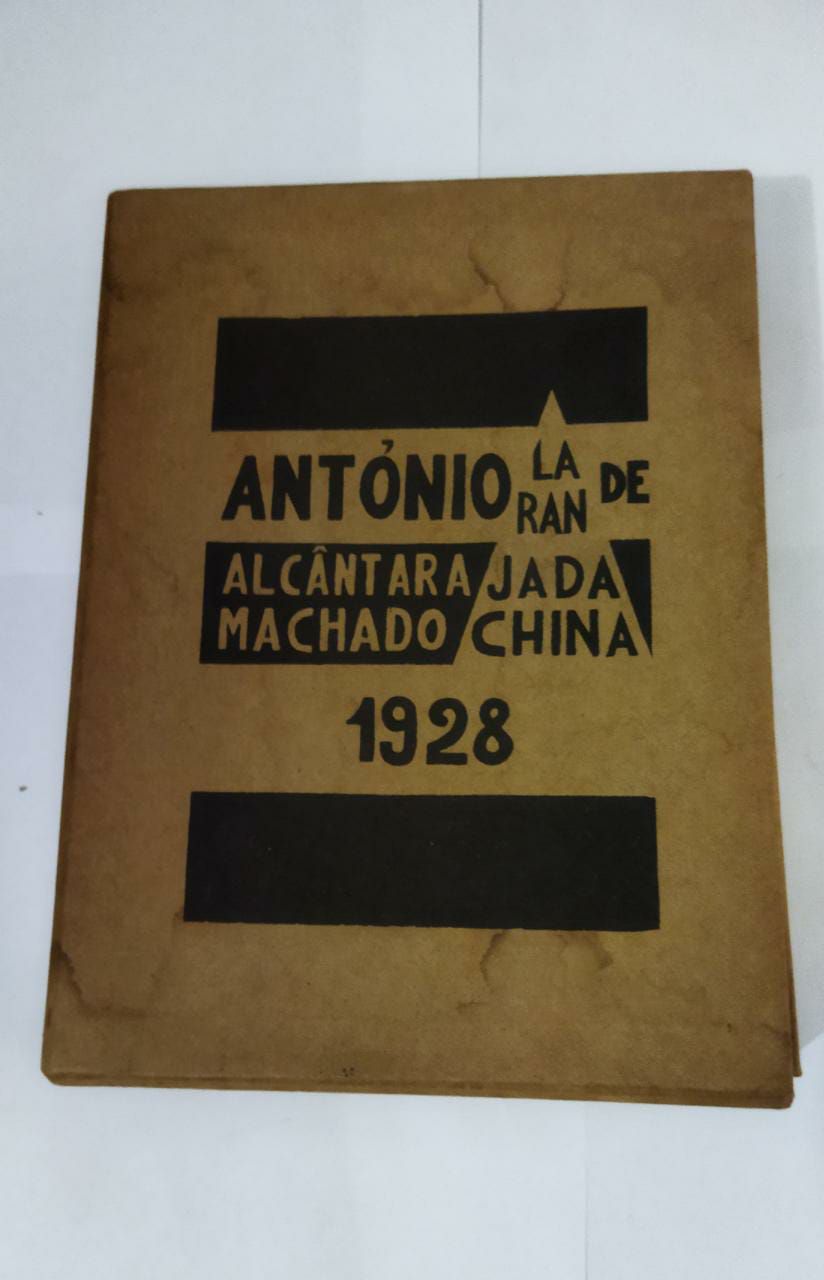 ANTÓNIO LA RAN DE
ALCÂNTARA JADA
MACHADO CHINA
1928